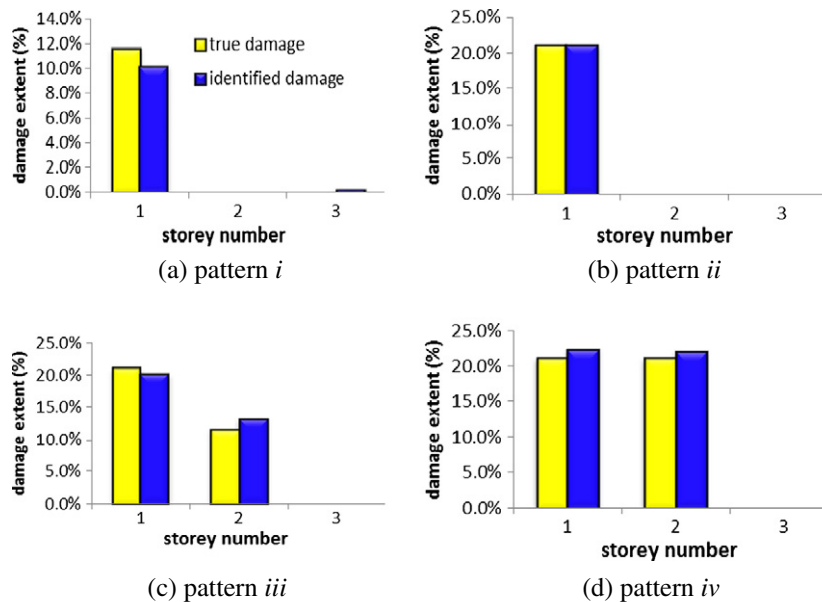 damage extent (%)
14.0%
12.0%
10.0%
8.0%
6.0%
4.0%
2.0%
0.0%
true damage
identified damage
1 2 3
storey number
(a) pattern i
damage extent (%)
25.0%
20.0%
15.0%
10.0%
5.0%
0.0%
1 2 3
storey number
(b) pattern ii
damage extent (%)
25.0%
20.0%
15.0%
10.0%
5.0%
0.0%
1 2 3
storey number
(c) pattern iii
damage extent (%)
25.0%
20.0%
15.0%
10.0%
5.0%
0.0%
1 2 3
storey number
(d) pattern iv